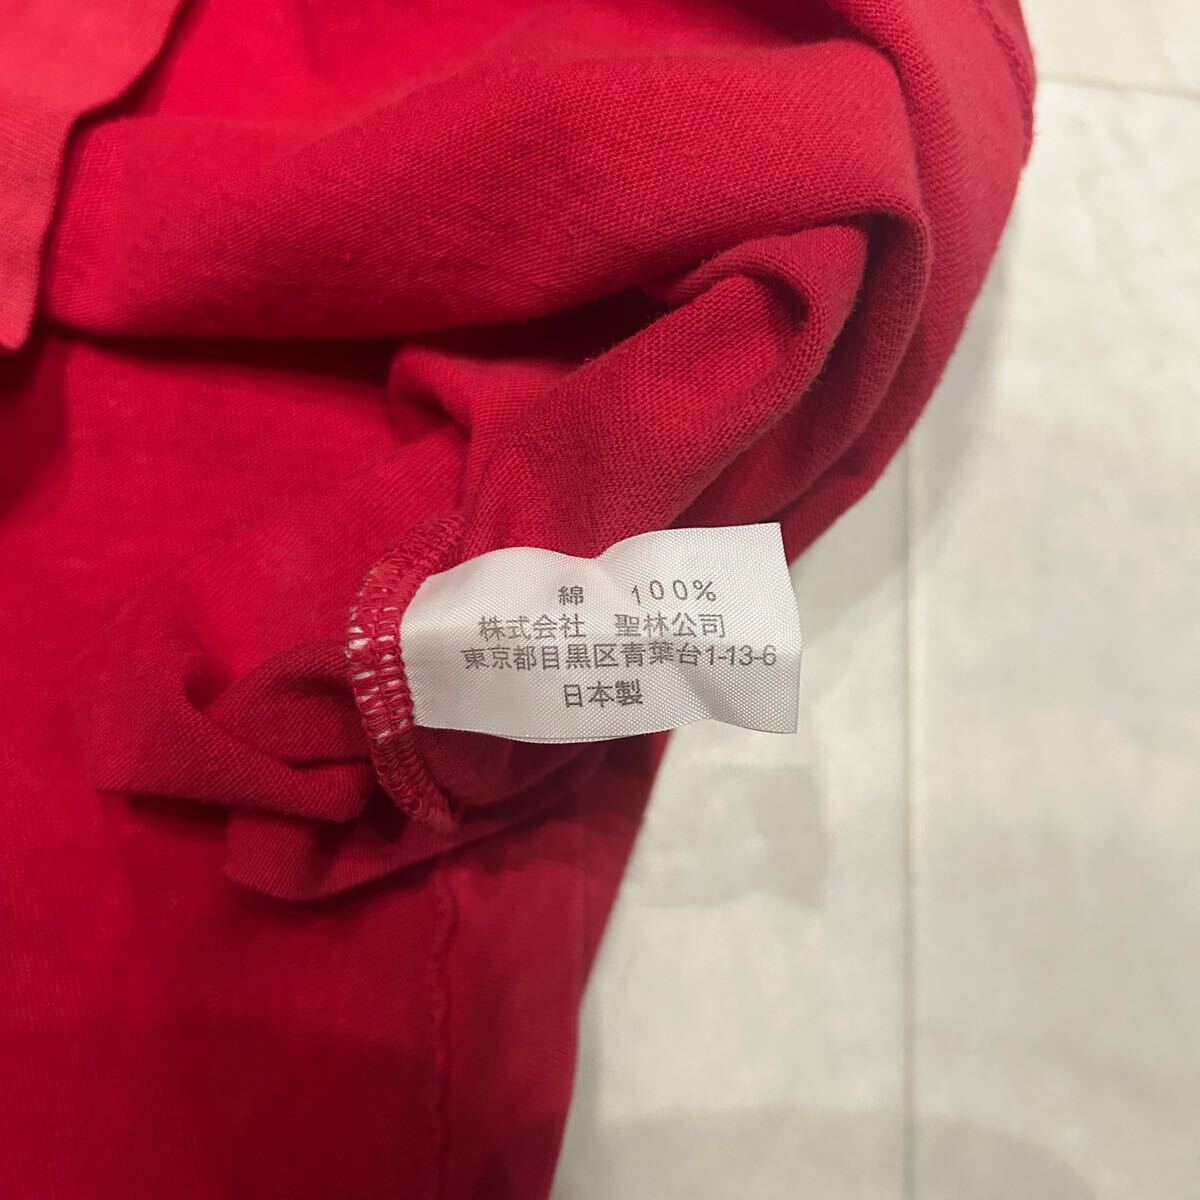 綿 100%
株式会社 聖林公司
東京都目黒区青葉台1-13-6
日本製